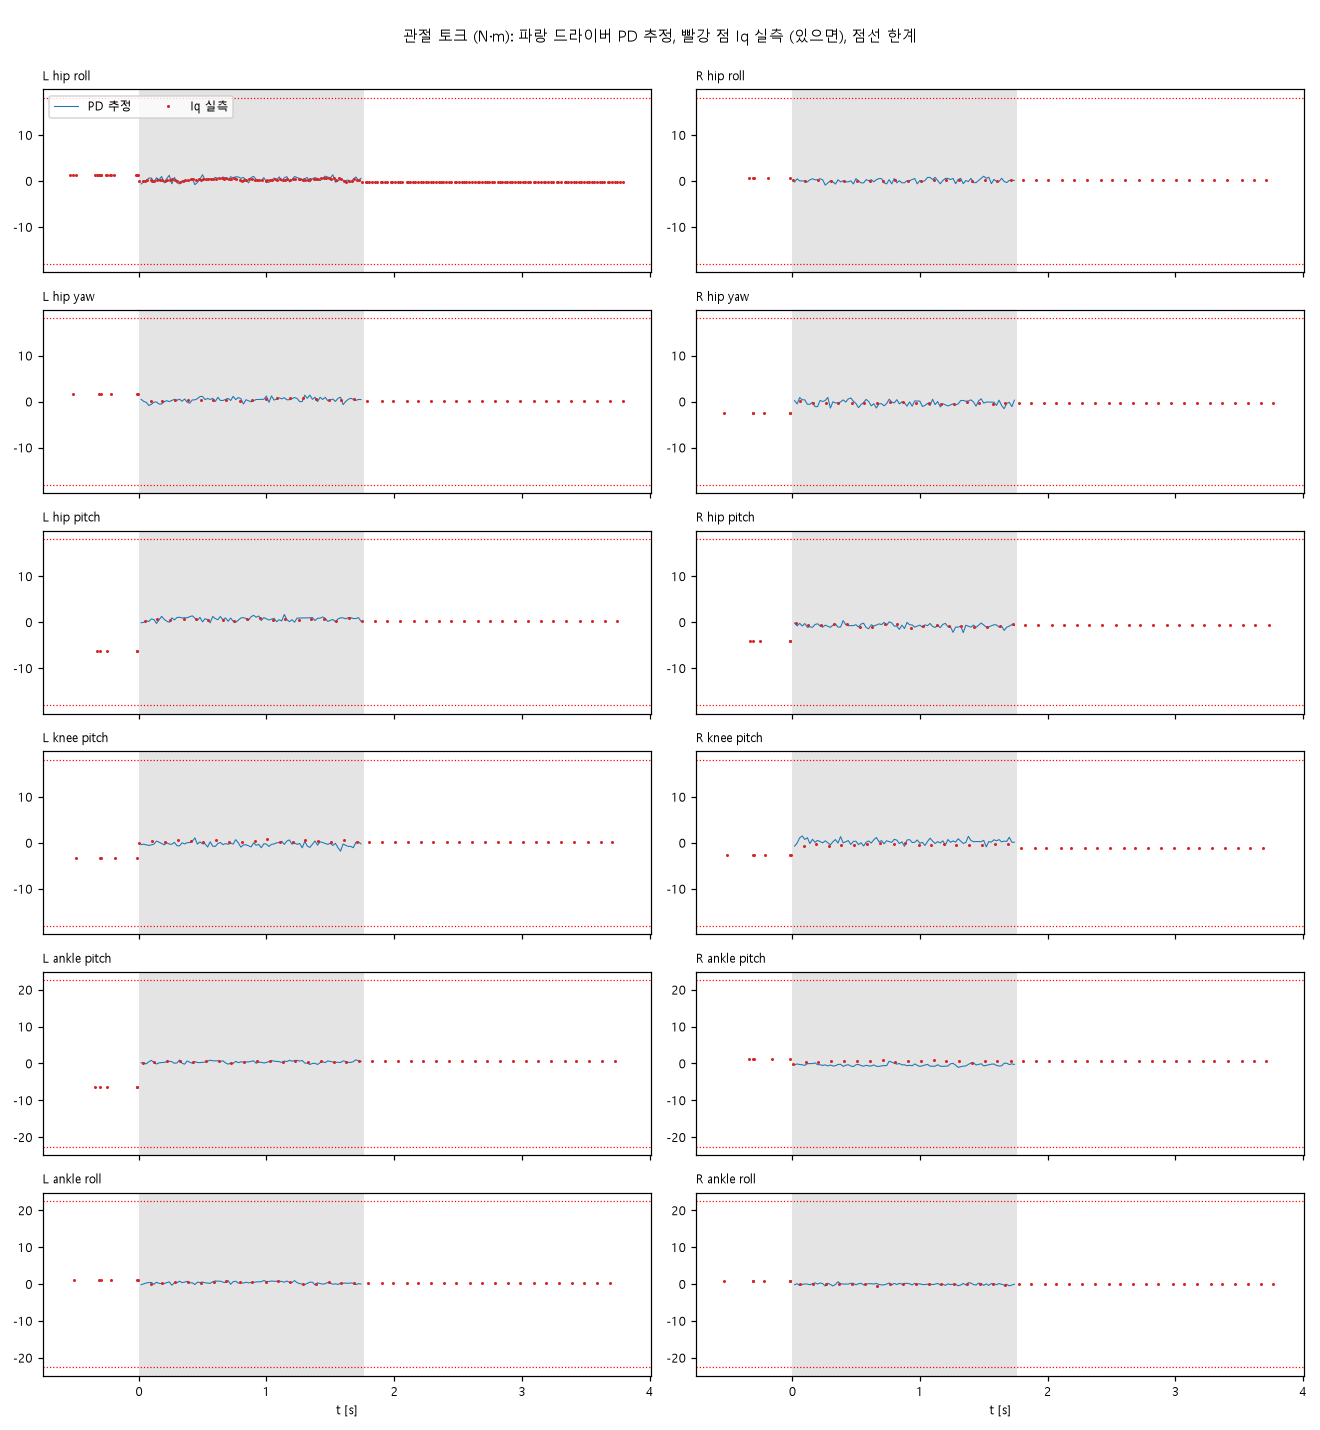 관절 토크 (N·m): 파랑 드라이버 PD 추정, 빨강 점 Iq 실측 (있으면), 점선 한계
L hip roll
R hip roll
PD 추정 Iq 실측
10
0
-10
10
0
-10
L hip yaw
R hip yaw
10
0
-10
10
0
-10
L hip pitch
R hip pitch
10
0
-10
10
0
-10
L knee pitch
R knee pitch
10
0
-10
10
0
-10
L ankle pitch
R ankle pitch
20
10
0
-10
-20
20
10
0
-10
-20
L ankle roll
R ankle roll
20
10
0
-10
-20
20
10
0
-10
-20
0 1 2 3 4
0 1 2 3 4
t [s]
t [s]